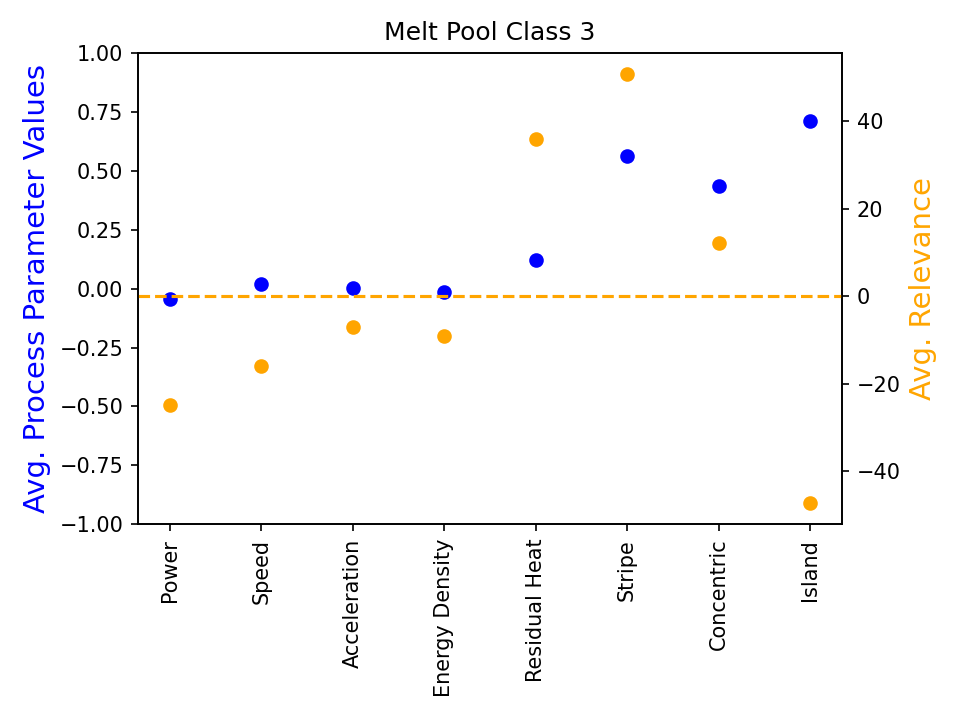 Melt Pool Class 3
Avg. Process Parameter Values
1.00
0.75
0.50
0.25
0.00
−0.25
−0.50
−0.75
−1.00
40
20
0
−20
−40
Avg. Relevance
Power
Speed
Acceleration
Energy Density
Residual Heat
Stripe
Concentric
Island